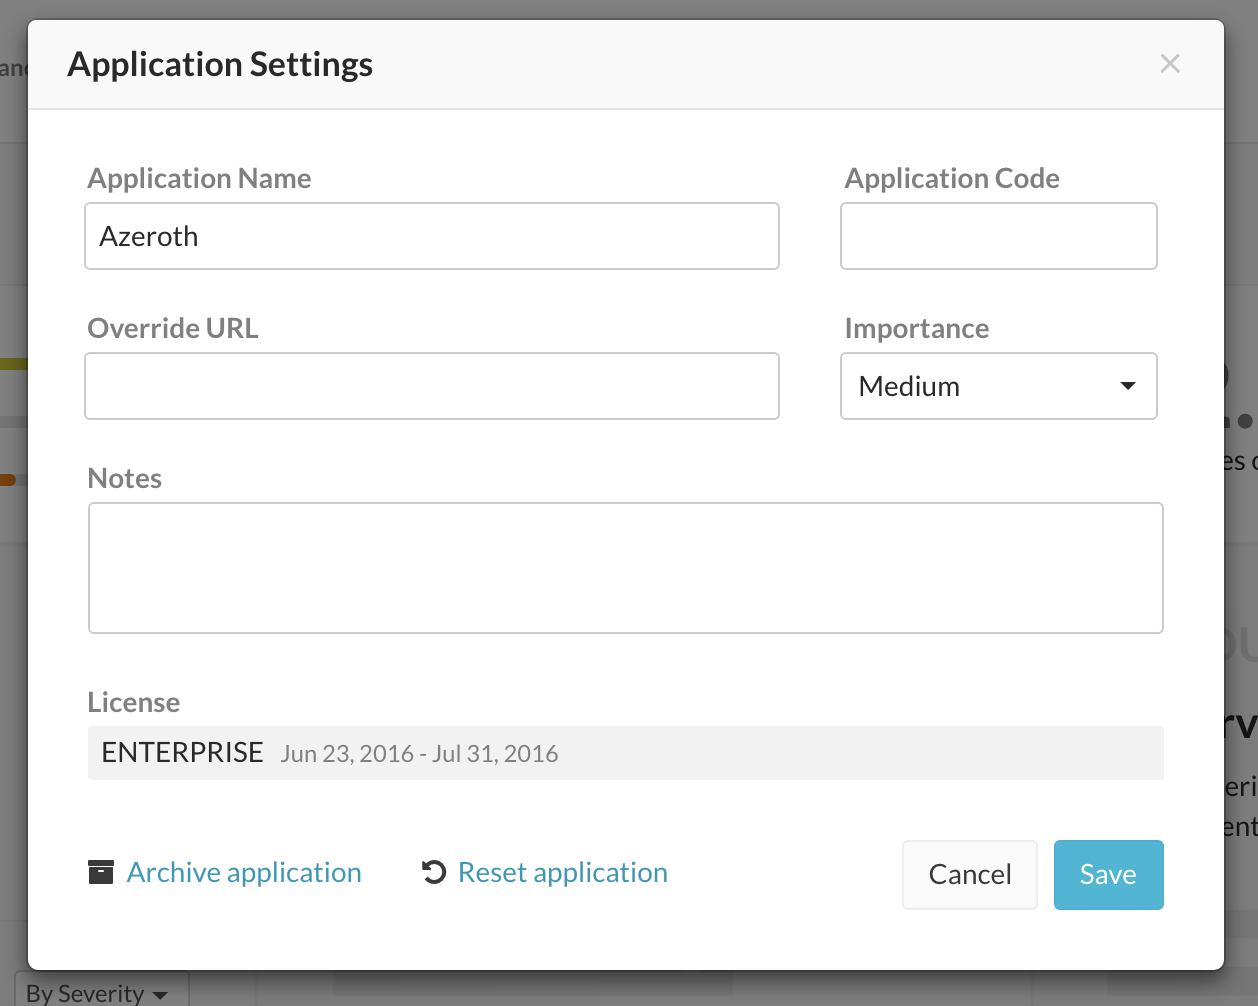 Application Settings
Application Name
Application Code
Azeroth
Override URL
Importance
Medium
Notes
License
ENTERPRISE Jun 23, 2016 - Jul 31, 2016
Archive application
Reset application
Cancel
Save
By Severity